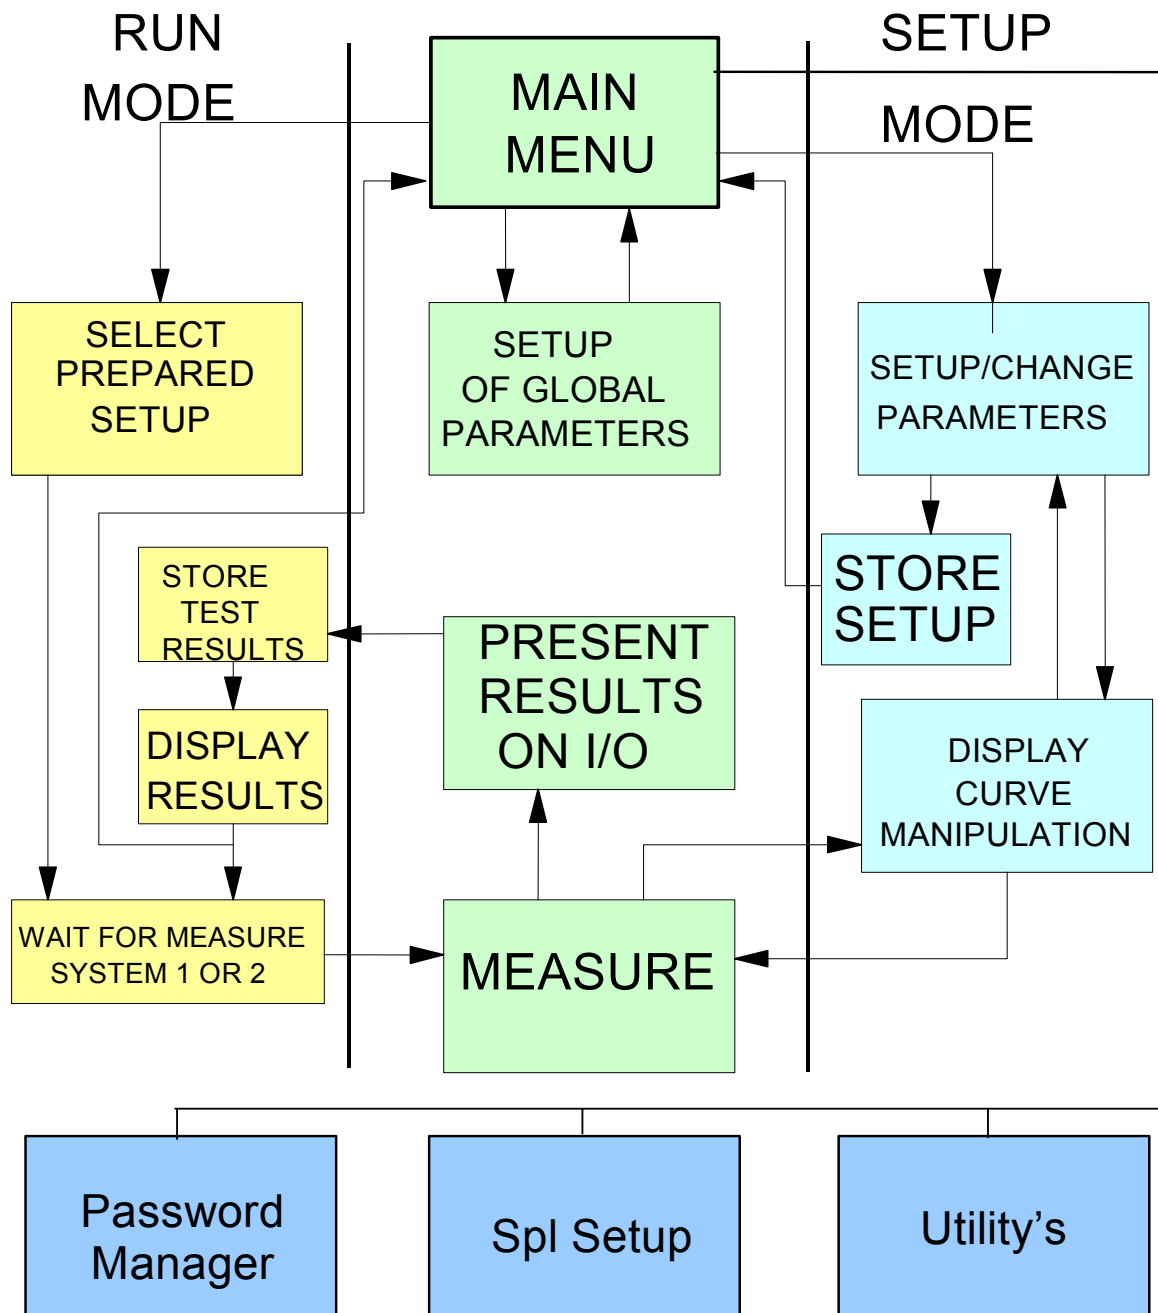 RUN
MODE
MAIN
MENU
SETUP
MODE
SELECT
PREPARED
SETUP
SETUP
OF GLOBAL
PARAMETERS
SETUP/CHANGE
PARAMETERS
STORE
TEST
RESULTS
PRESENT
RESULTS
ON I/O
STORE
SETUP
DISPLAY
RESULTS
DISPLAY
CURVE
MANIPULATION
WAIT FOR MEASURE
SYSTEM 1 OR 2
MEASURE
Password
Manager
Spl Setup
Utility's